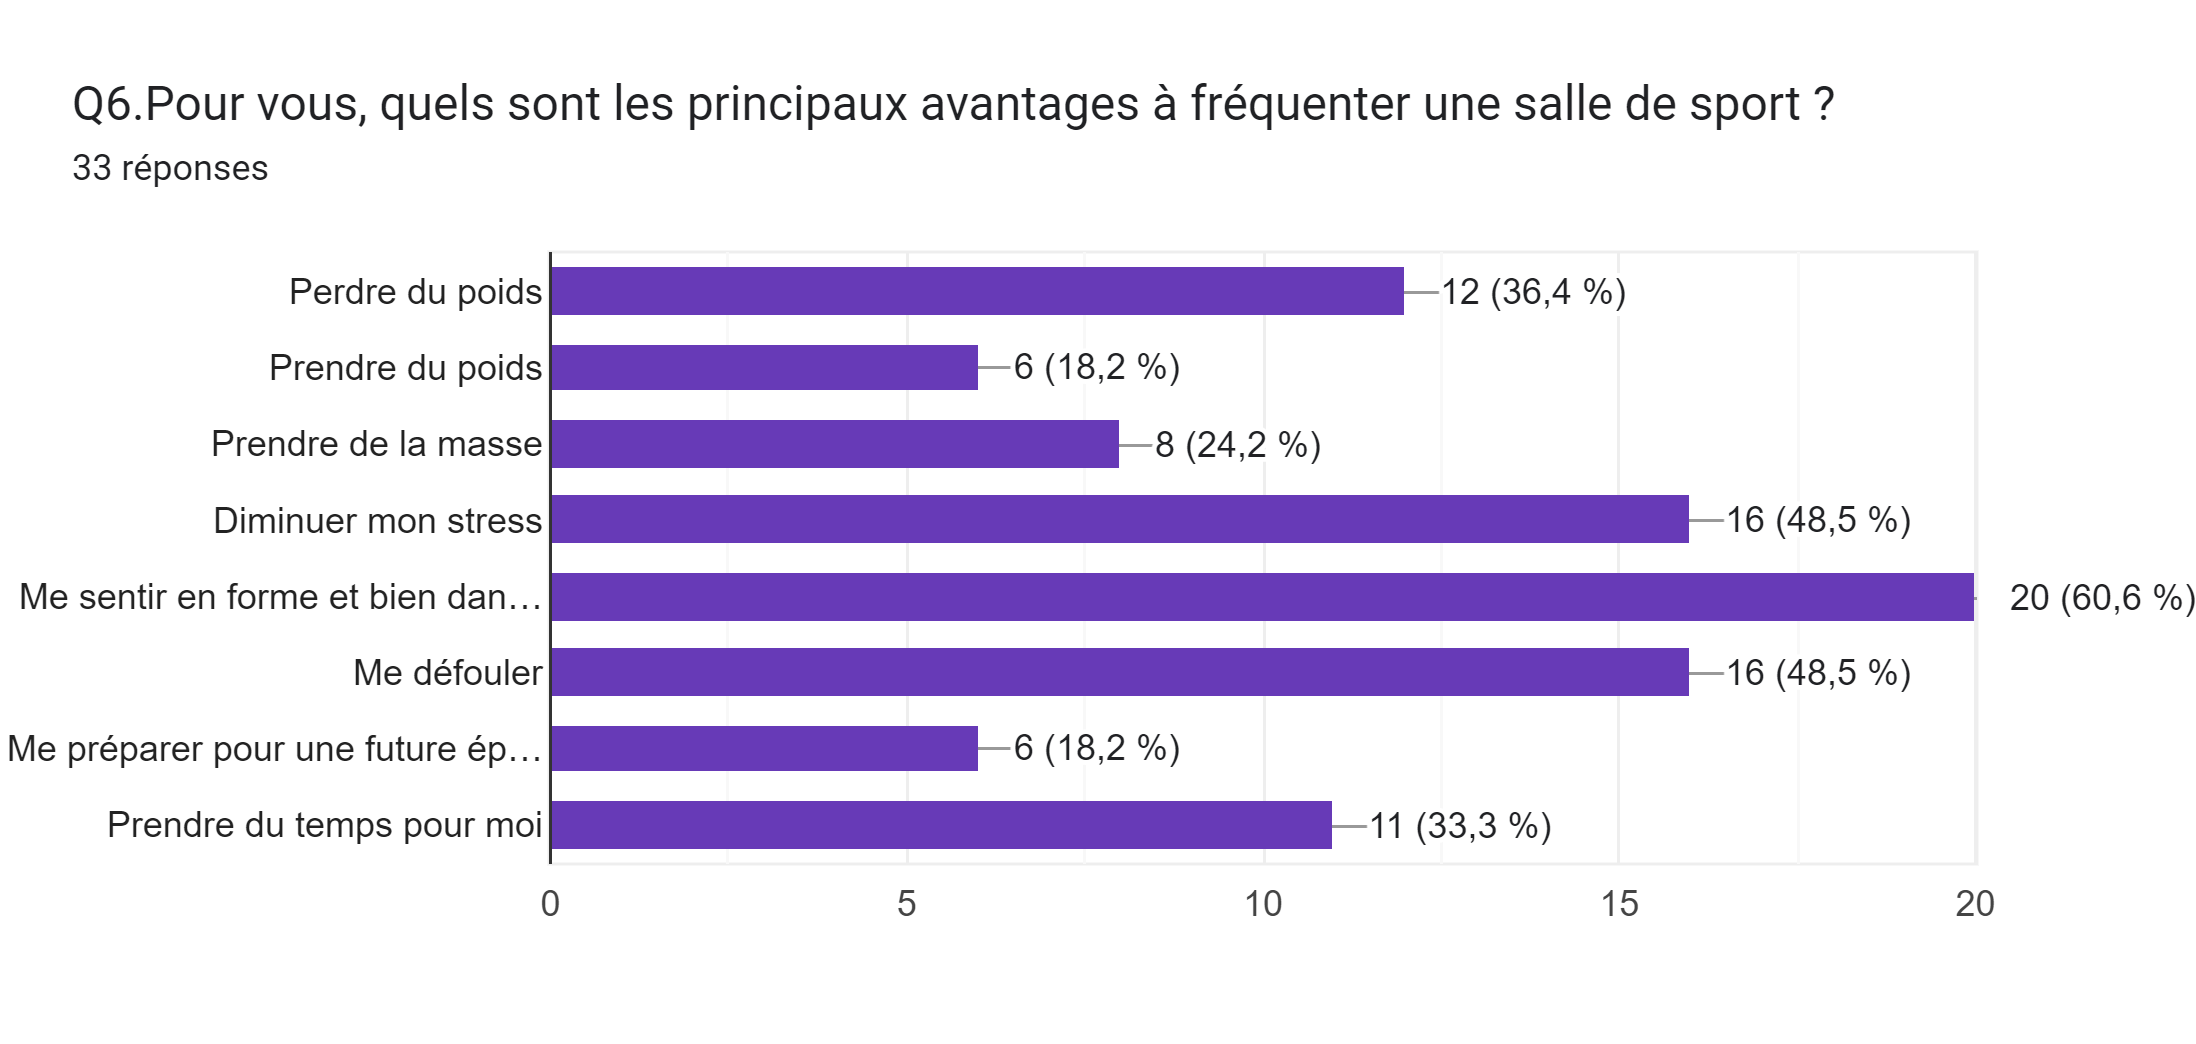 Q6.Pour vous, quels sont les principaux avantages à fréquenter une salle de sport ?
33 réponses
Perdre du poids 12 (36,4 %)
Prendre du poids 6 (18,2 %)
Prendre de la masse 8 (24,2 %)
Diminuer mon stress 16 (48,5 %)
Me sentir en forme et bien dan… 20 (60,6 %)
Me défouler 16 (48,5 %)
Me préparer pour une future ép… 6 (18,2 %)
Prendre du temps pour moi 11 (33,3 %)
0 5 10 15 20